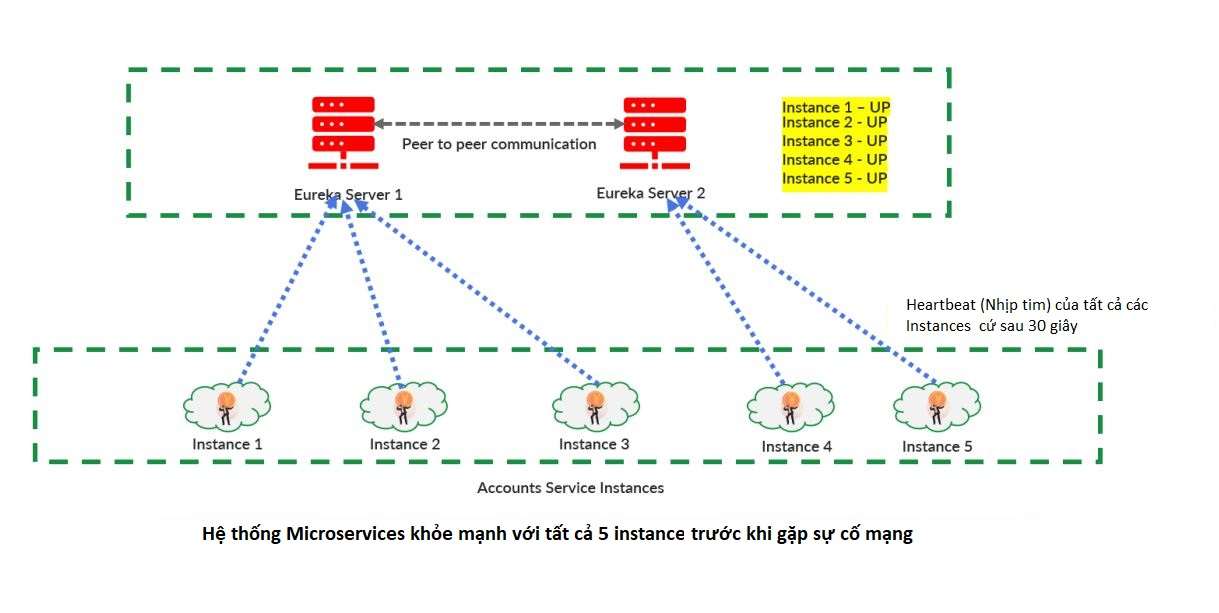 Instance 1 – UP
Instance 2 - UP
Instance 3 - UP
Instance 4 - UP
Instance 5 - UP
Peer to peer communication
Eureka Server 1
Eureka Server 2
Heartbeat (Nhịp tim) của tất cả các
Instances cứ sau 30 giây
Instance 1
Instance 2
Instance 3
Instance 4
Instance 5
Accounts Service Instances
Hệ thống Microservices khỏe mạnh với tất cả 5 instance trước khi gặp sự cố mạng